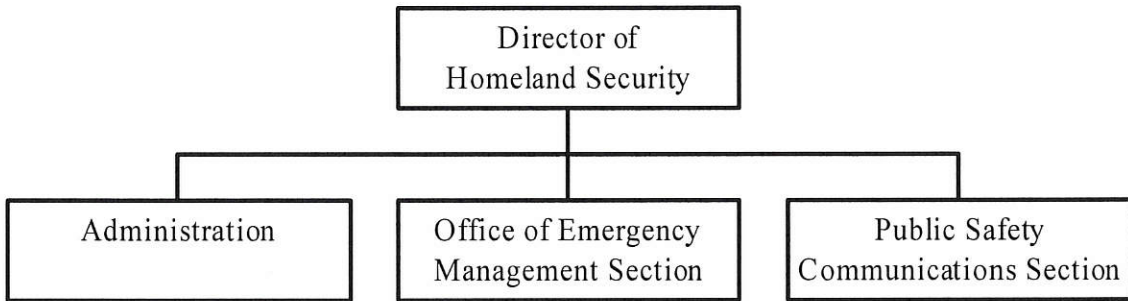 Director of
Homeland Security
Administration
Office of Emergency
Management Section
Public Safety
Communications Section